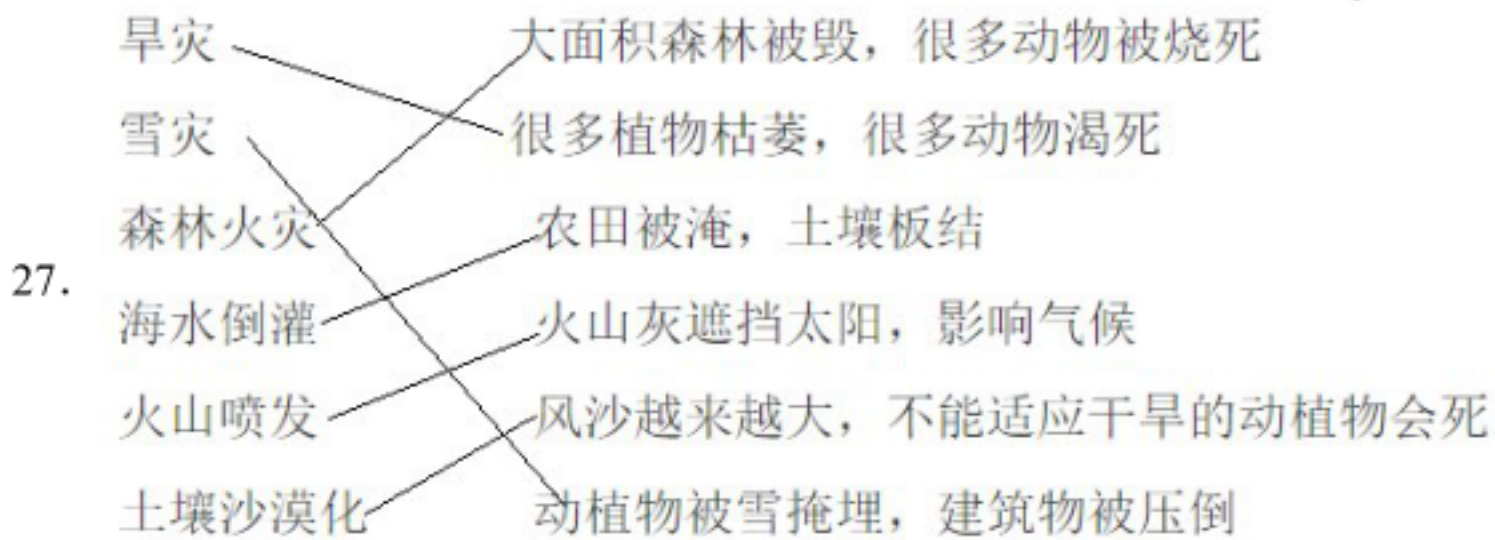 旱灾 大面积森林被毁，很多动物被烧死
雪灾 很多植物枯萎，很多动物渴死
森林火灾 农田被淹，土壤板结
27.
海水倒灌 火山灰遮挡太阳，影响气候
火山喷发 风沙越来越大，不能适应干旱的动植物会死
土壤沙漠化 动植物被雪掩埋，建筑物被压倒